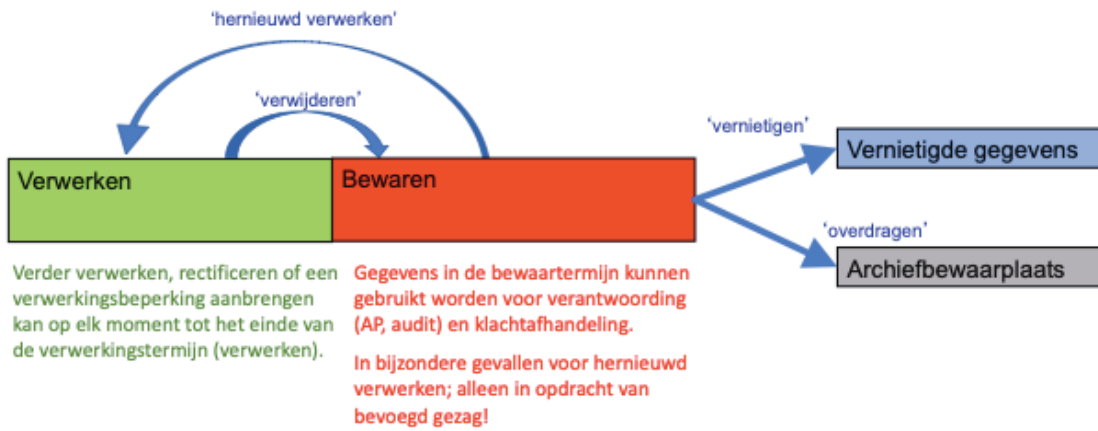 'hernieuwd verwerken'
'verwijderen'
'vernietigen'
Vernietigde gegevens
Verwerken
Bewaren
'overdragen'
Archiefbewaarplaats
Verder verwerken, rectificeren of een
verwerkingsbeperking aanbrengen
kan op elk moment tot het einde van
de verwerkingstermijn (verwerken).
Gegevens in de bewaartermijn kunnen
gebruikt worden voor verantwoording
(AP, audit) en klachtafhandeling.
In bijzondere gevallen voor hernieuwd
verwerken; alleen in opdracht van
bevoegd gezag!